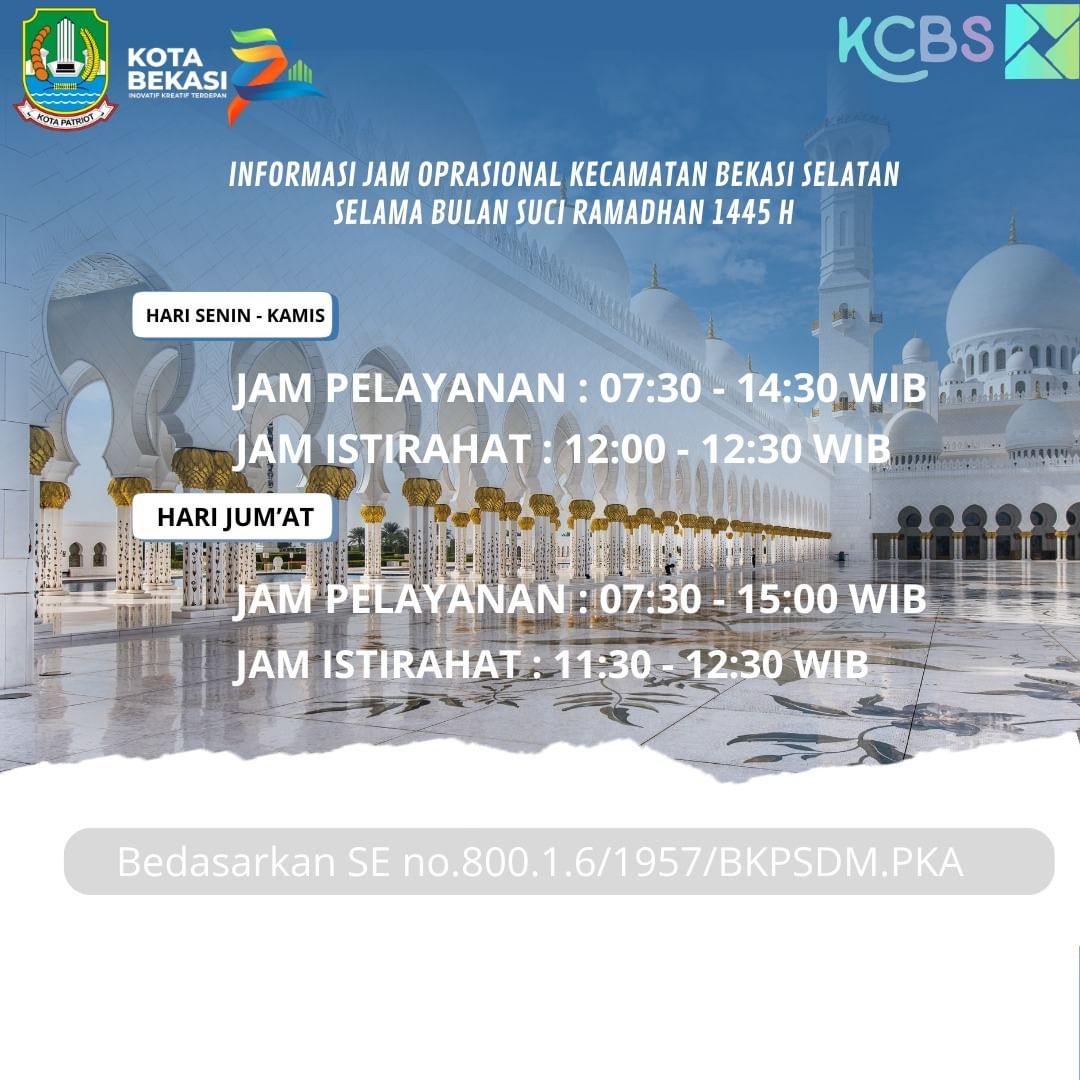 KOTA PATRIOT
KOTA
BEKASI
INOVATIF KREATIF TERDEPAN
KCBS
INFORMASI JAM OPRASIONAL KECAMATAN BEKASI SELATAN
SELAMA BULAN SUCI RAMADHAN 1445 H
HARI SENIN - KAMIS
JAM PELAYANAN : 07:30 - 14:30 WIB
JAM ISTIRAHAT : 12:00 - 12:30 WIB
HARI JUM’AT
JAM PELAYANAN : 07:30 - 15:00 WIB
JAM ISTIRAHAT : 11:30 - 12:30 WIB
Bedasarkan SE no.800.1.6/1957/BKPSDM.PKA